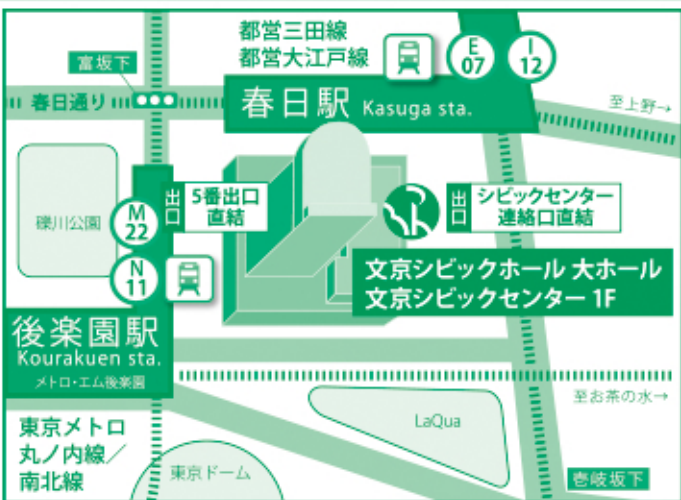 都営三田線
都営大江戸線
E
07
I
12
富坂下
春日通り
春日駅 Kasuga sta.
至上野→
礫川公園
M
22
N
11
出口
5番出口
直結
出口
シビックセンター
連絡口直結
文京シビックホール 大ホール
文京シビックセンター 1F
後楽園駅
Kourakuen sta.
メトロ・エム後楽園
至お茶の水→
東京メトロ
丸ノ内線／
南北線
東京ドーム
LaQua
壱岐坂下